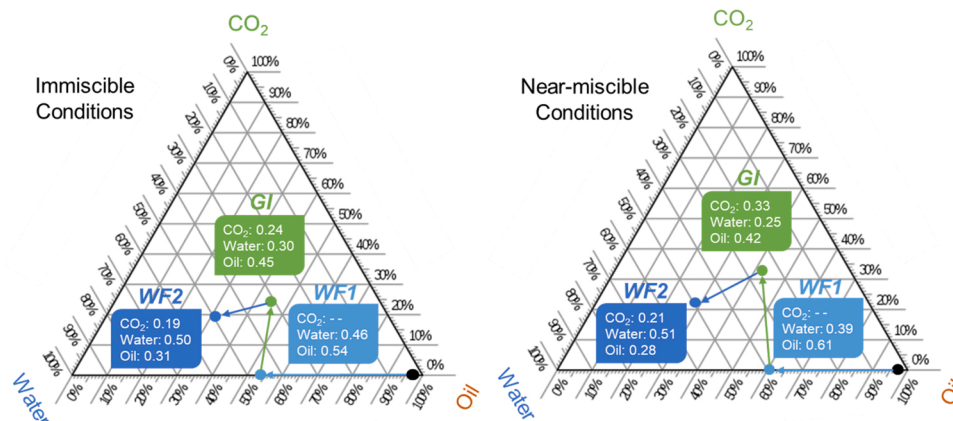 CO₂
Immiscible
Conditions
0%
10%
20%
30%
40%
50%
60%
70%
80%
90%
100%
100%
90%
80%
70%
60%
50%
40%
30%
20%
10%
0%
GI
CO₂: 0.24
Water: 0.30
Oil: 0.45
WF2
CO₂: 0.19
Water: 0.50
Oil: 0.31
WF1
CO₂: --
Water: 0.46
Oil: 0.54
0%
10%
20%
30%
40%
50%
60%
70%
80%
90%
100%
Water
Oil
CO₂
Near-miscible
Conditions
0%
10%
20%
30%
40%
50%
60%
70%
80%
90%
100%
100%
90%
80%
70%
60%
50%
40%
30%
20%
10%
0%
GI
CO₂: 0.33
Water: 0.25
Oil: 0.42
WF2
CO₂: 0.21
Water: 0.51
Oil: 0.28
WF1
CO₂: --
Water: 0.39
Oil: 0.61
0%
10%
20%
30%
40%
50%
60%
70%
80%
90%
100%
Water